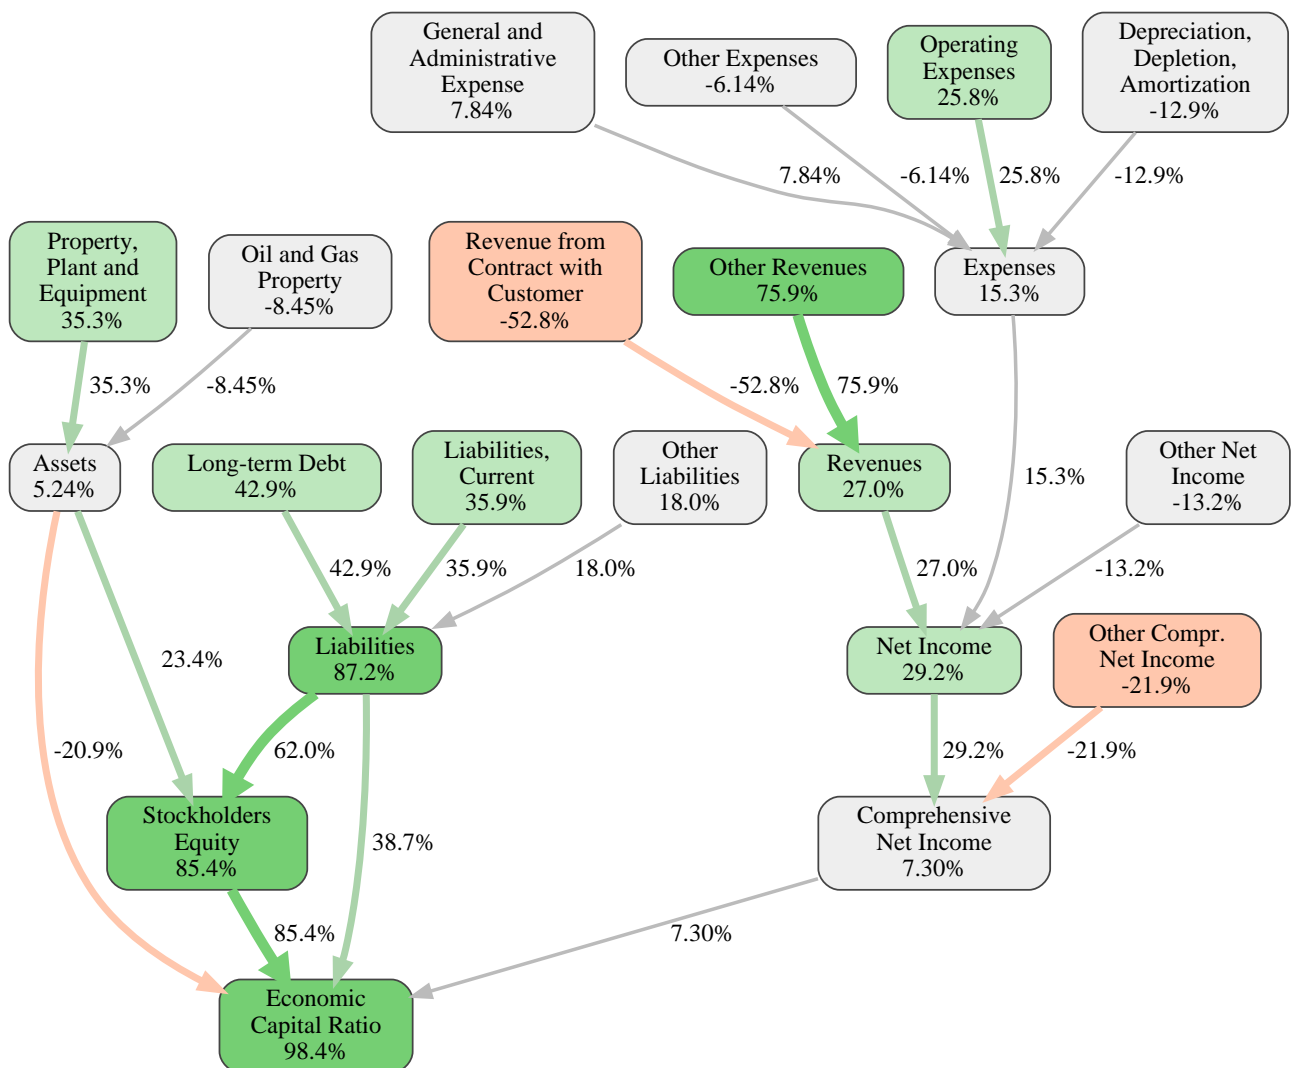 General and
Administrative
Expense
7.84%
Other Expenses
-6.14%
Operating
Expenses
25.8%
Depreciation,
Depletion,
Amortization
-12.9%
7.84%
-6.14%
25.8%
-12.9%
Property,
Plant and
Equipment
35.3%
Oil and Gas
Property
-8.45%
Revenue from
Contract with
Customer
-52.8%
Other Revenues
75.9%
Expenses
15.3%
35.3%
-8.45%
-52.8%
75.9%
Assets
5.24%
Long-term Debt
42.9%
Liabilities,
Current
35.9%
Other
Liabilities
18.0%
Revenues
27.0%
15.3%
Other Net
Income
-13.2%
42.9%
35.9%
18.0%
27.0%
-13.2%
23.4%
Liabilities
87.2%
Net Income
29.2%
Other Compr.
Net Income
-21.9%
-20.9%
62.0%
29.2%
-21.9%
Stockholders
Equity
85.4%
38.7%
Comprehensive
Net Income
7.30%
85.4%
7.30%
Economic
Capital Ratio
98.4%